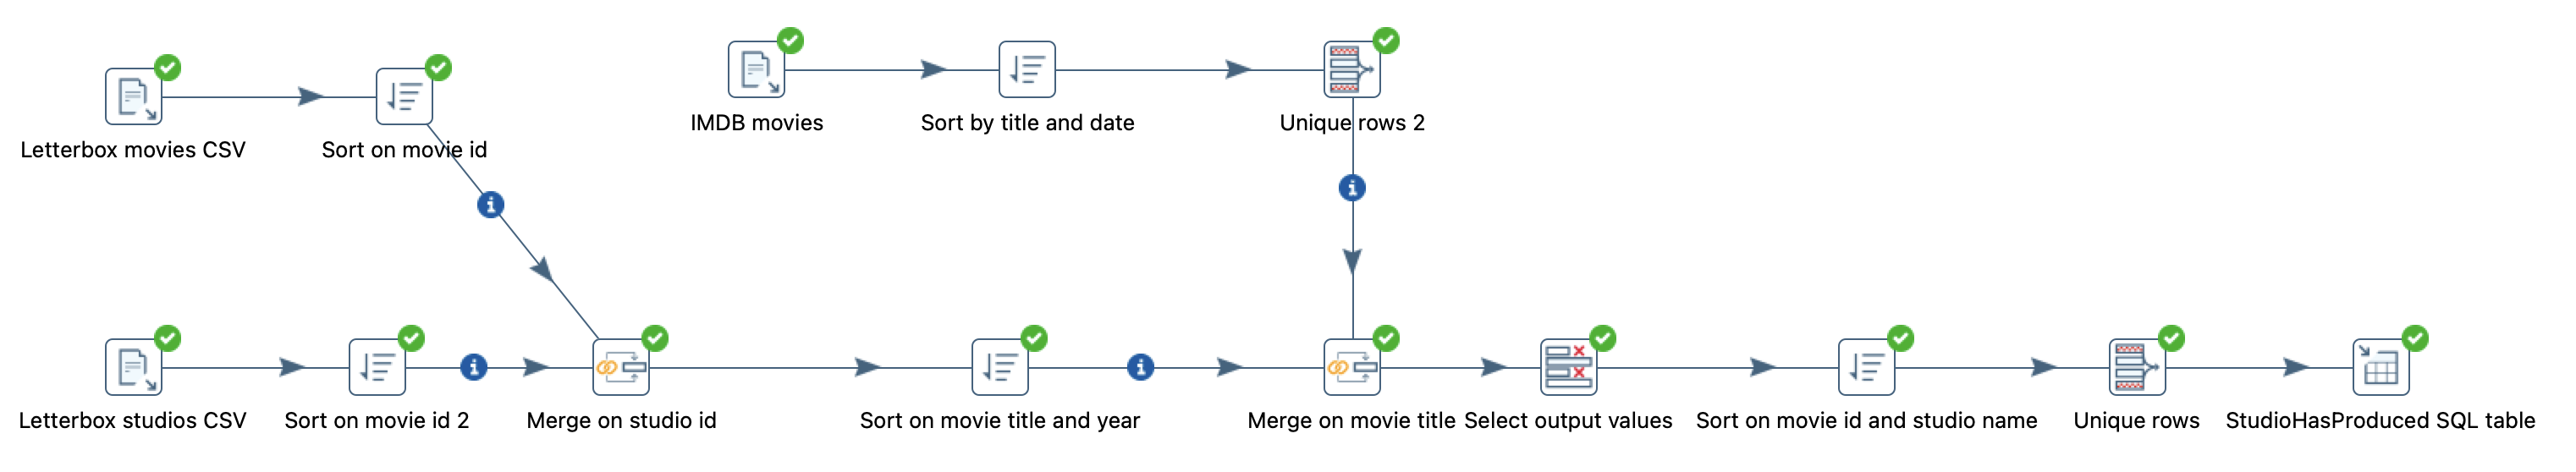 IMDB movies
Sort by title and date
Unique rows 2
Letterbox movies CSV
Sort on movie id
Letterbox studios CSV
Sort on movie id 2
Merge on studio id
Sort on movie title and year
Merge on movie title
Select output values
Sort on movie id and studio name
Unique rows
StudioHasProduced SQL table